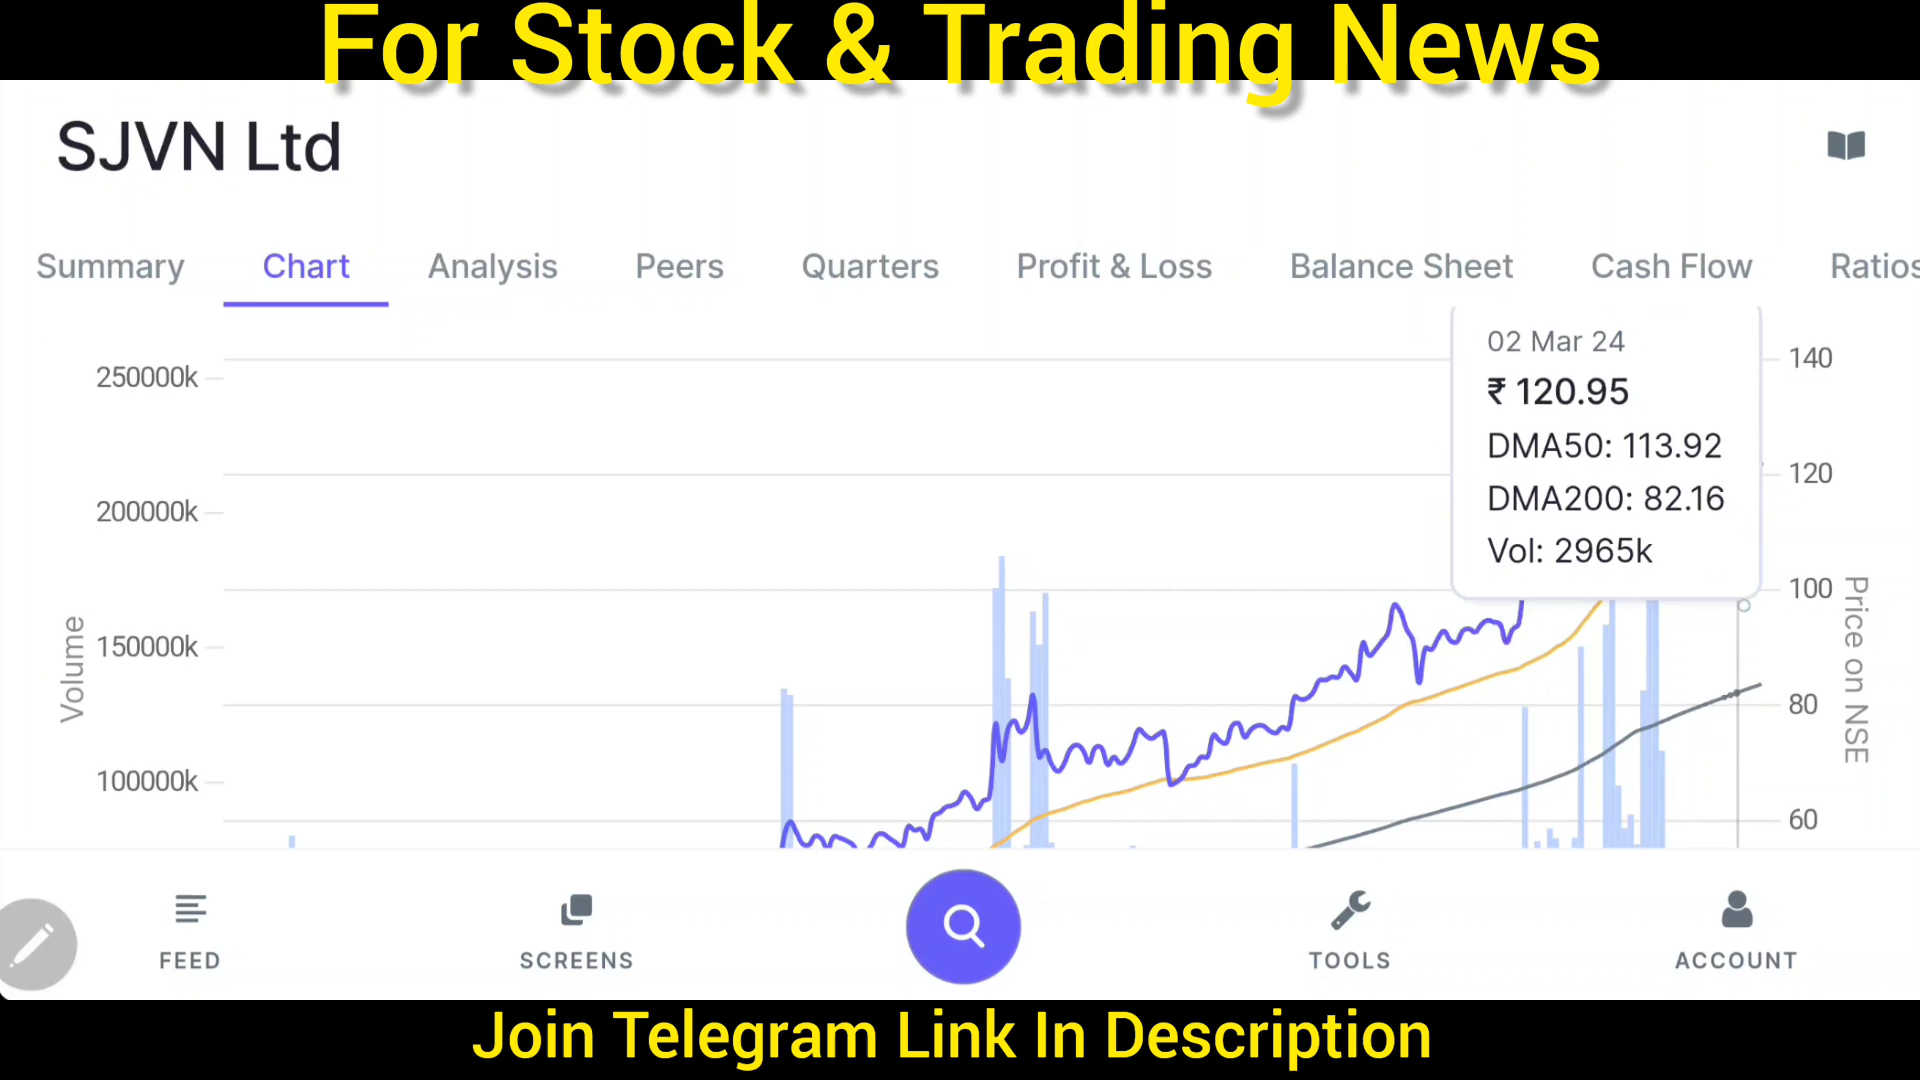 For Stock & Trading News
SJVN Ltd
Summary Chart Analysis Peers Quarters Profit & Loss Balance Sheet Cash Flow Ratios
02 Mar 24
₹ 120.95
DMA50: 113.92
DMA200: 82.16
Vol: 2965k
250000k
200000k
150000k
100000k
Volume
140
120
100
80
60
Price on NSE
FEED SCREENS TOOLS ACCOUNT
Join Telegram Link In Description